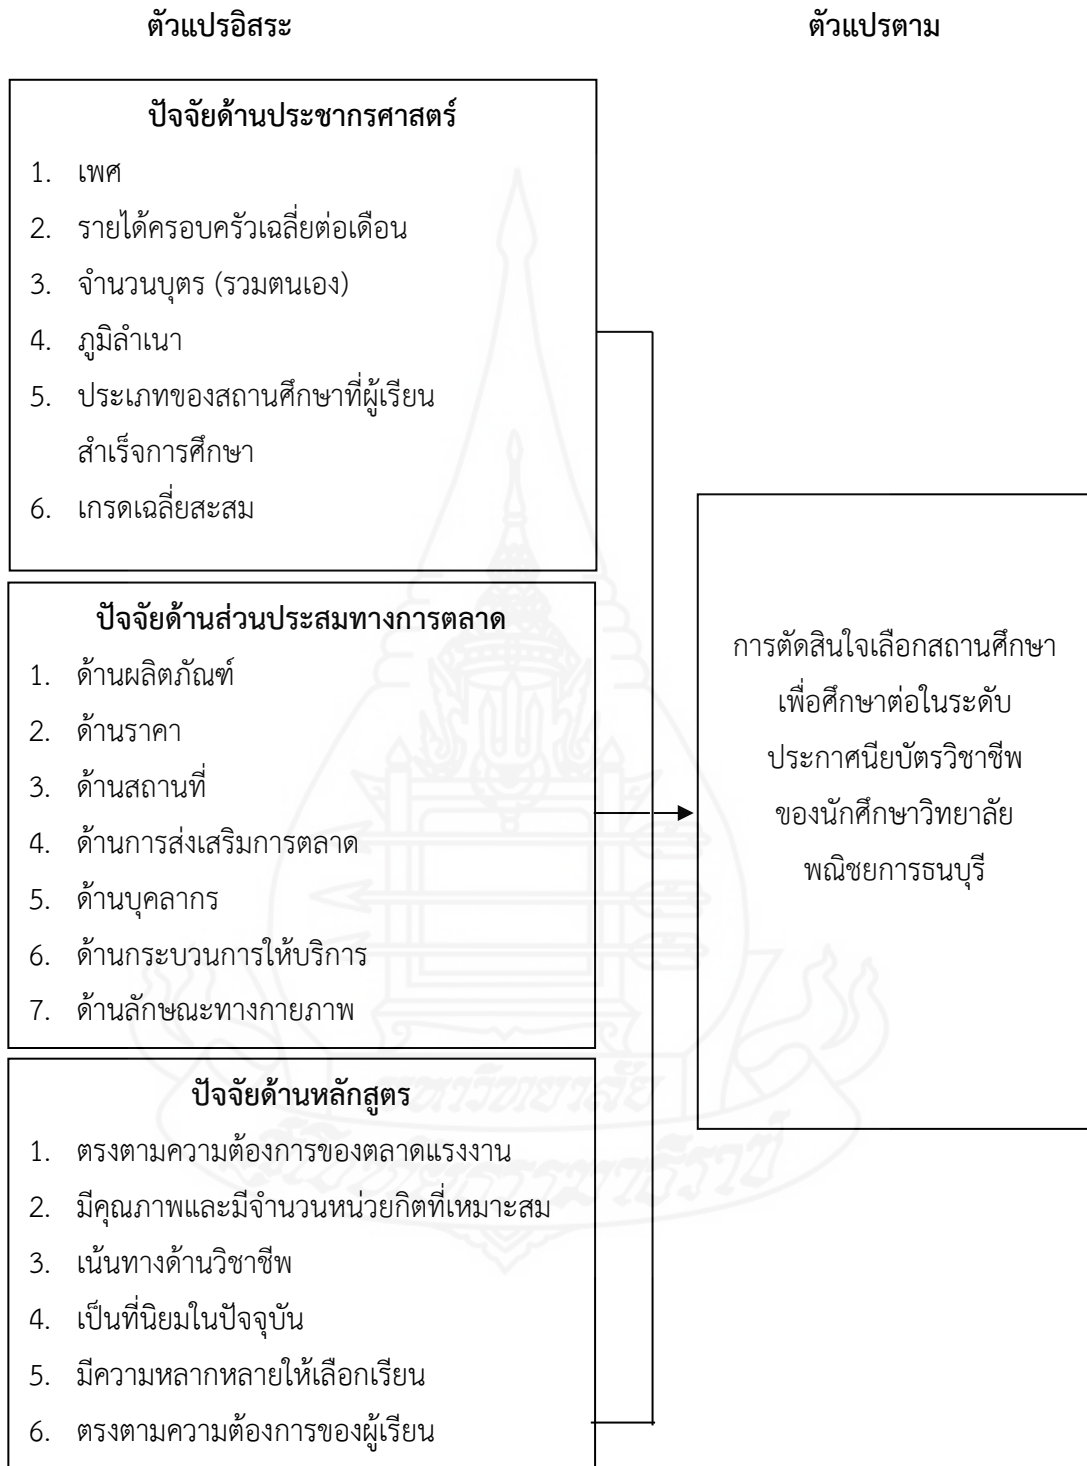 ตัวแปรอิสระ
ตัวแปรตาม
ปัจจัยด้านประชากรศาสตร์
1. เพศ
2. รายได้ครอบครัวเฉลี่ยต่อเดือน
3. จำนวนบุตร (รวมตนเอง)
4. ภูมิลำเนา
5. ประเภทของสถานศึกษาที่ผู้เรียน
สำเร็จการศึกษา
6. เกรดเฉลี่ยสะสม
ปัจจัยด้านส่วนประสมทางการตลาด
1. ด้านผลิตภัณฑ์
2. ด้านราคา
3. ด้านสถานที่
4. ด้านการส่งเสริมการตลาด
5. ด้านบุคลากร
6. ด้านกระบวนการให้บริการ
7. ด้านลักษณะทางกายภาพ
ปัจจัยด้านหลักสูตร
1. ตรงตามความต้องการของตลาดแรงงาน
2. มีคุณภาพและมีจำนวนหน่วยกิตที่เหมาะสม
3. เน้นทางด้านวิชาชีพ
4. เป็นที่นิยมในปัจจุบัน
5. มีความหลากหลายให้เลือกเรียน
6. ตรงตามความต้องการของผู้เรียน
การตัดสินใจเลือกสถานศึกษา
เพื่อศึกษาต่อในระดับ
ประกาศนียบัตรวิชาชีพ
ของนักศึกษาวิทยาลัย
พณิชยการธนบุรี
มหาวิทยาลัย
สุโขทัยธรรมาธิราช